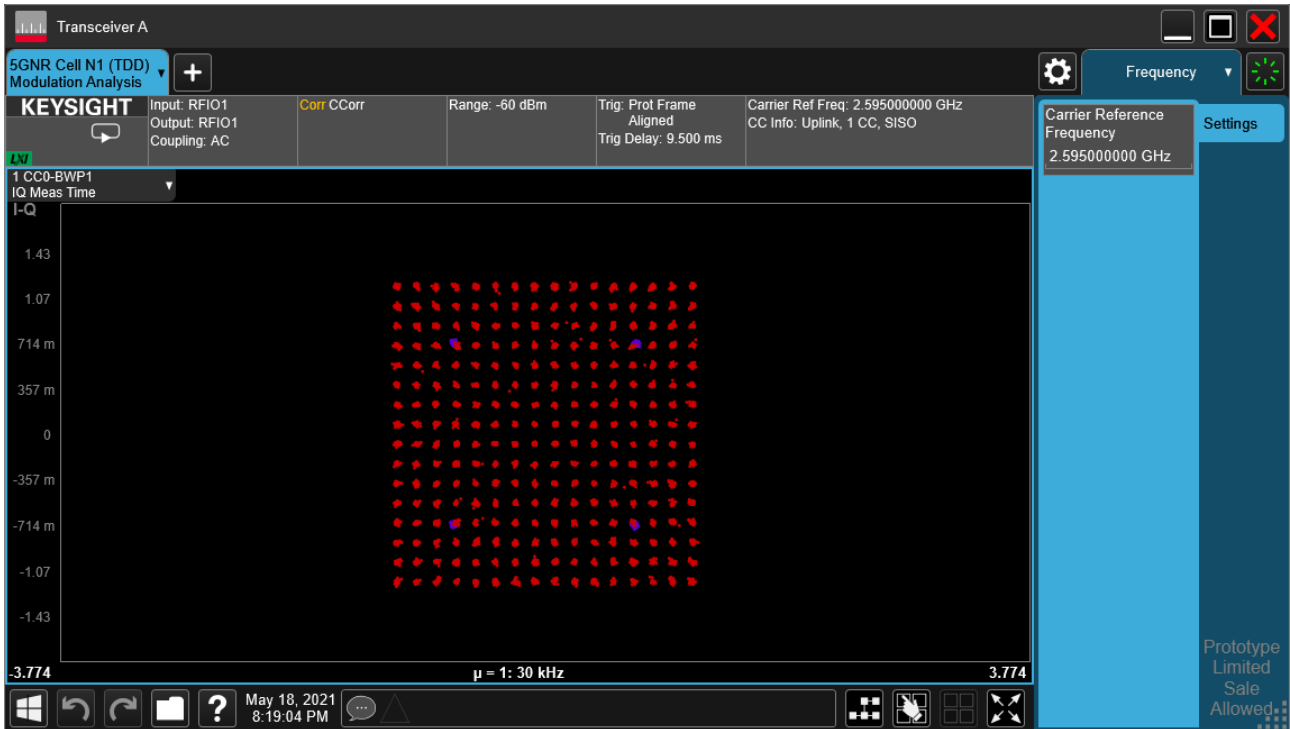 Transceiver A
5GNR Cell N1 (TDD)
Modulation Analysis
Frequency
KEYSIGHT
LXI
Input: RFIO1
Output: RFIO1
Coupling: AC
Corr CCorr
Range: -60 dBm
Trig: Prot Frame
Aligned
Trig Delay: 9.500 ms
Carrier Ref Freq: 2.595000000 GHz
CC Info: Uplink, 1 CC, SISO
Carrier Reference
Frequency
2.595000000 GHz
Settings
1 CC0-BWP1
IQ Meas Time
I-Q
1.43
1.07
714 m
357 m
0
-357 m
-714 m
-1.07
-1.43
-3.774
μ = 1: 30 kHz
3.774
Prototype
Limited
Sale
Allowed
?
May 18, 2021
8:19:04 PM